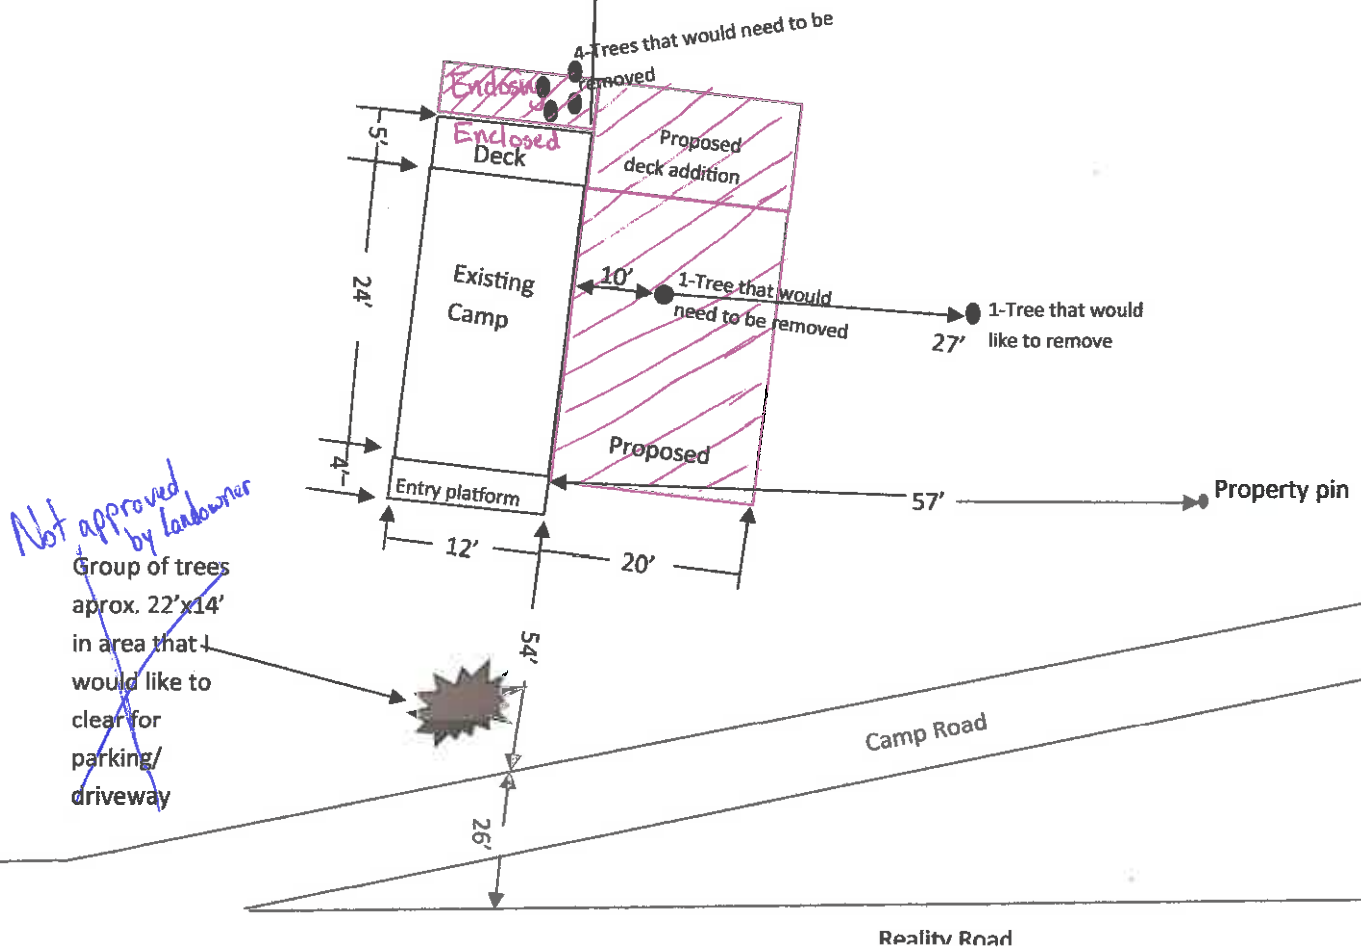 4-Trees that would need to be
removed
Enclosing
Enclosed
Deck
5'
Proposed
deck addition
24'
Existing
Camp
10'
1-Tree that would
need to be removed
27'
1-Tree that would
like to remove
4'
Entry platform
Proposed
57'
Property pin
12'
20'
Not approved
by Landowner
Group of trees
aprox. 22'x14'
in area that I
would like to
clear for
parking/
driveway
54'
Camp Road
26'
Reality Road